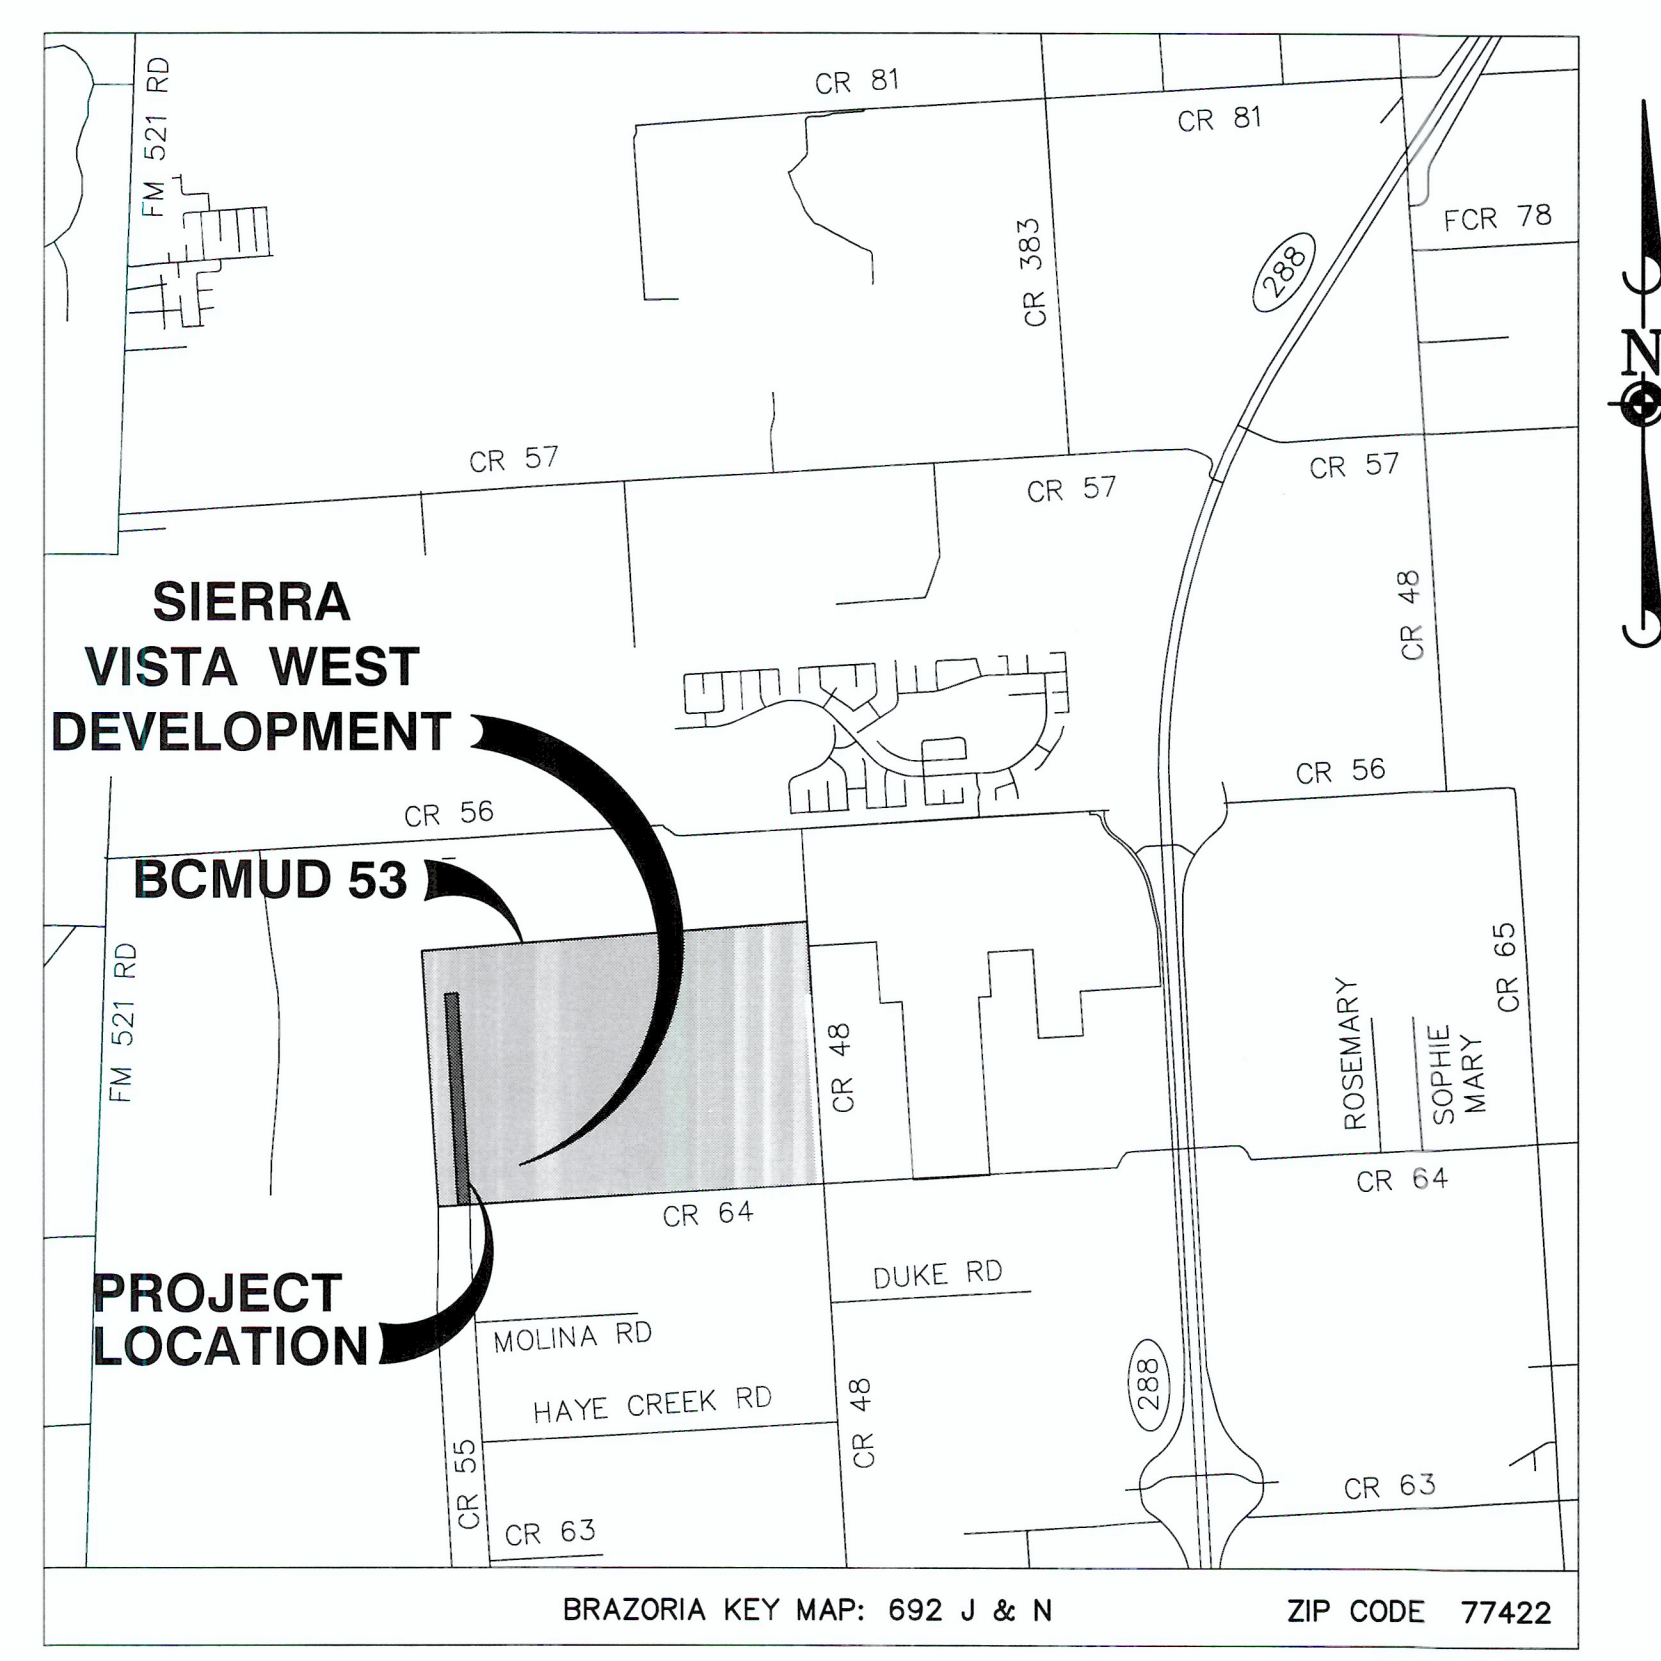 CR 81
FM 521 RD
CR 81
FCR 78
CR 383
288
N
CR 57
CR 57
CR 57
CR 48
SIERRA
VISTA WEST
DEVELOPMENT
CR 56
CR 56
BCMUD 53
FM 521 RD
CR 65
CR 48
ROSEMARY
SOPHIE
MARY
CR 64
CR 64
PROJECT
LOCATION
DUKE RD
MOLINA RD
288
HAYE CREEK RD
CR 48
CR 55
CR 63
CR 63
BRAZORIA KEY MAP: 692 J & N
ZIP CODE 77422